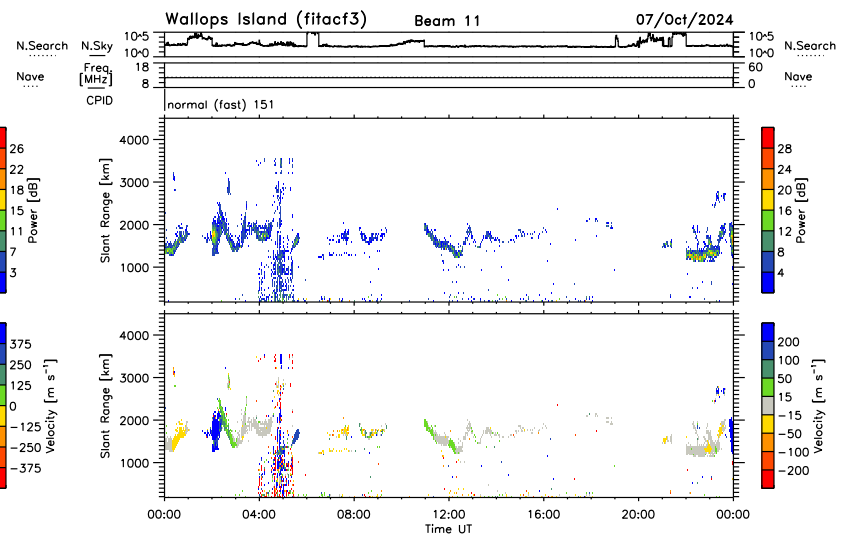 Wallops Island (fitacf3) Beam 11 07/Oct/2024
N.Search N.Sky 10^5 10^0 10^5 10^0 N.Search
Nave Freq. [MHz] 18 8 60 0 Nave
CPID normal (fast) 151
Power [dB] 26 22 18 15 11 7 3
Slant Range [km] 4000 3000 2000 1000
Power [dB] 28 24 20 16 12 8 4
Velocity [m s⁻¹] 375 250 125 0 −125 −250 −375
Slant Range [km] 4000 3000 2000 1000
Velocity [m s⁻¹] 200 100 50 15 −15 −50 −100 −200
00:00 04:00 08:00 12:00 16:00 20:00 00:00
Time UT